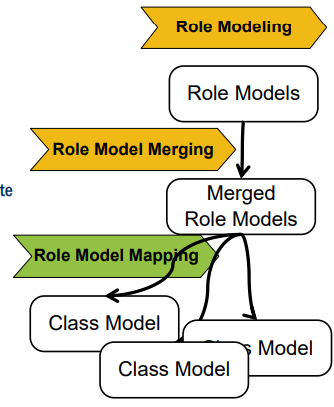 Role Modeling
Role Models
Role Model Merging
te
Merged
Role Models
Role Model Mapping
Class Model
Model
Class Model